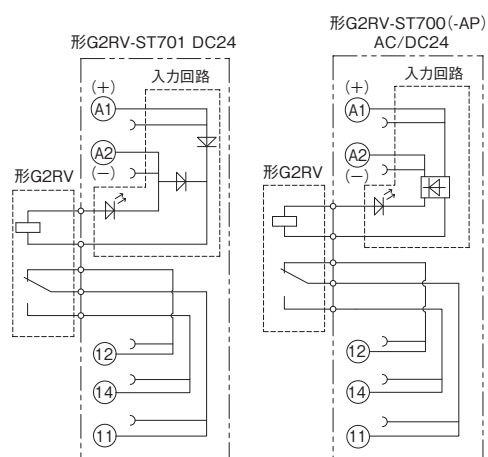 形G2RV-ST701 DC24
入力回路
(+)
A1
A2
(-)
形G2RV
12
14
11
形G2RV-ST700(-AP)
AC/DC24
入力回路
(+)
A1
A2
(-)
形G2RV
12
14
11